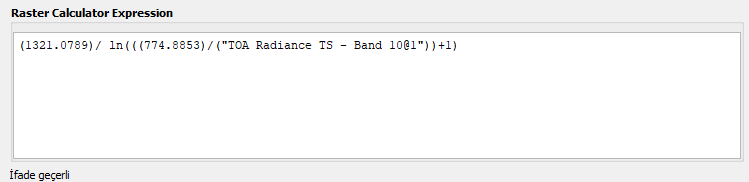 Raster Calculator Expression
(1321.0789)/ ln(((774.8853)/("TOA Radiance TS - Band 10@1"))+1)
İfade geçerli